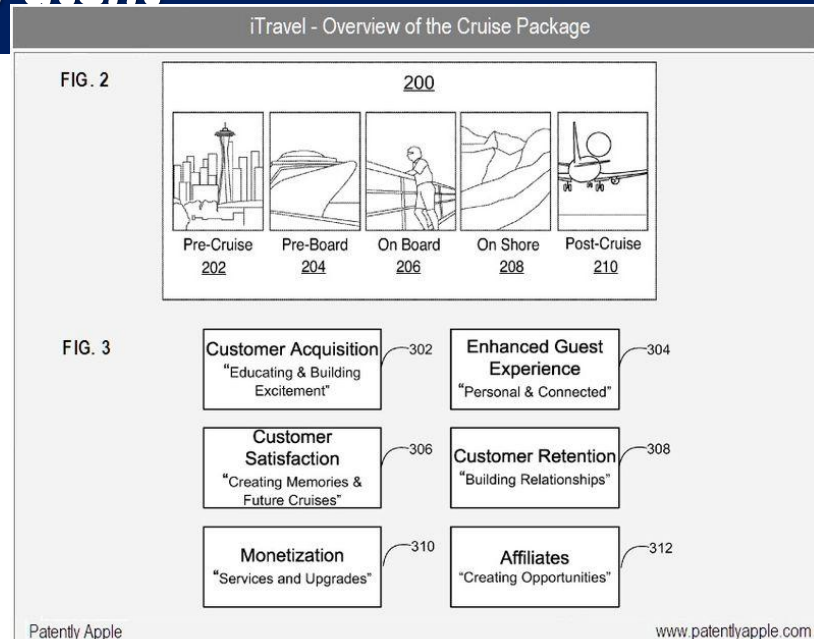 iTravel - Overview of the Cruise Package
FIG. 2
200
Pre-Cruise Pre-Board On Board On Shore Post-Cruise
202 204 206 208 210
FIG. 3
Customer Acquisition 302
"Educating & Building
Excitement"
Enhanced Guest 304
Experience
"Personal & Connected"
Customer 306
Satisfaction
"Creating Memories &
Future Cruises"
Customer Retention 308
"Building Relationships"
Monetization 310
"Services and Upgrades"
Affiliates 312
"Creating Opportunities"
Patently Apple www.patentlyapple.com